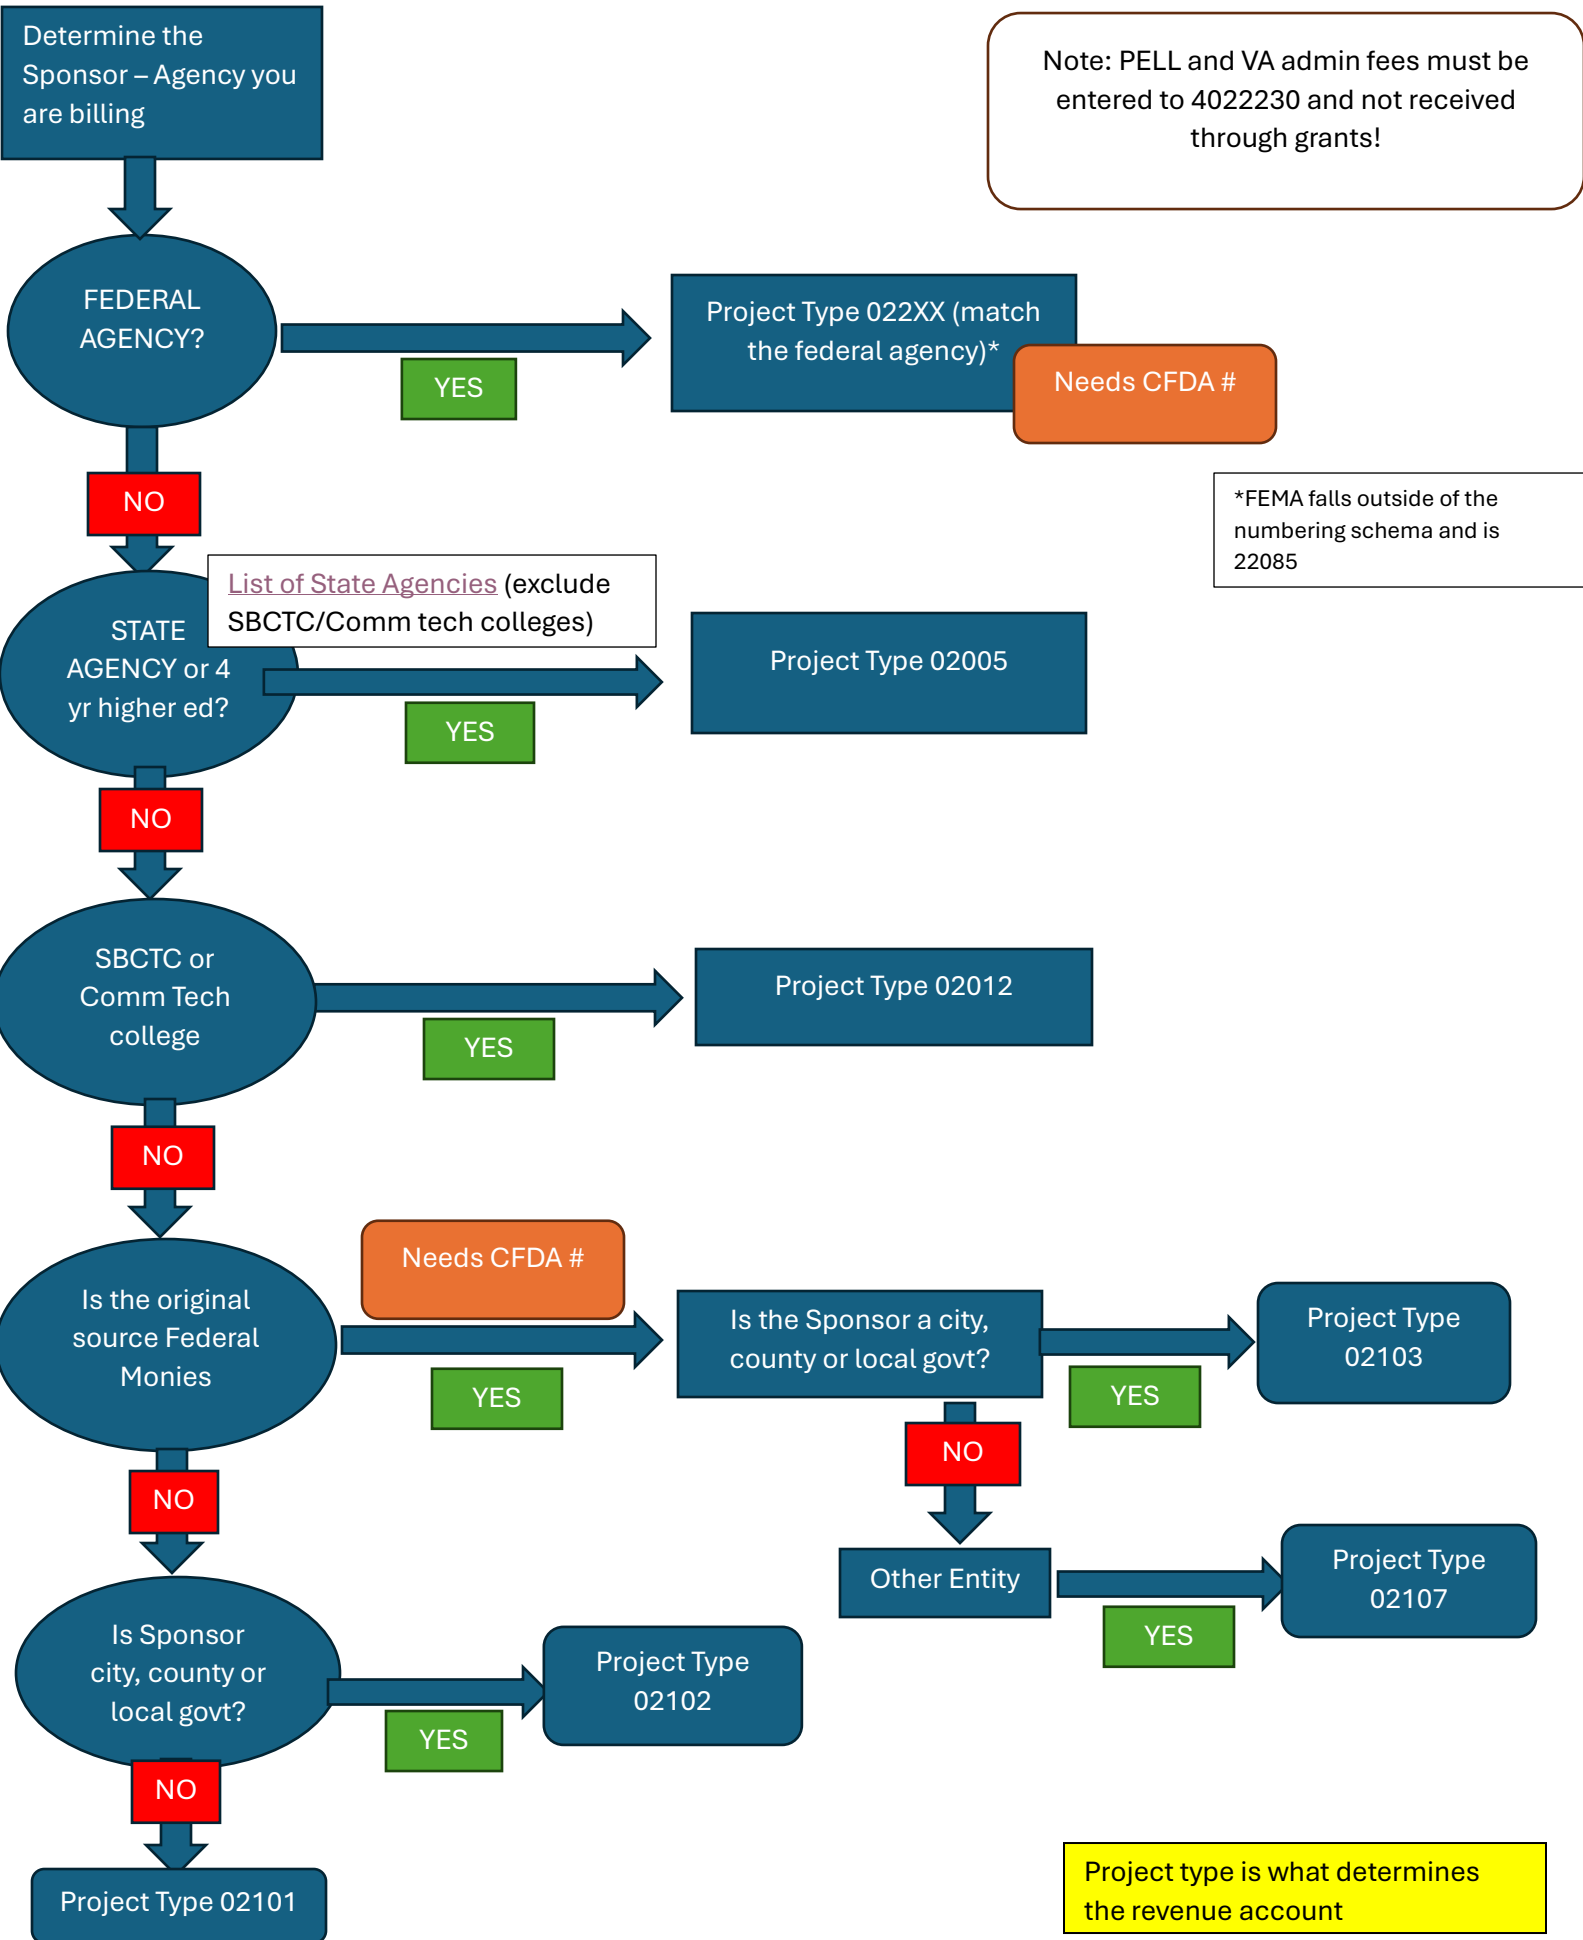 Determine the
Sponsor – Agency you
are billing
Note: PELL and VA admin fees must be
entered to 4022230 and not received
through grants!
FEDERAL
AGENCY?
YES
Project Type 022XX (match
the federal agency)*
Needs CFDA #
NO
*FEMA falls outside of the
numbering schema and is
22085
List of State Agencies (exclude
SBCTC/Comm tech colleges)
STATE
AGENCY or 4
yr higher ed?
YES
Project Type 02005
NO
SBCTC or
Comm Tech
college
YES
Project Type 02012
NO
Is the original
source Federal
Monies
Needs CFDA #
YES
Is the Sponsor a city,
county or local govt?
YES
Project Type
02103
NO
Other Entity
YES
Project Type
02107
NO
Is Sponsor
city, county or
local govt?
YES
Project Type
02102
NO
Project Type 02101
Project type is what determines
the revenue account